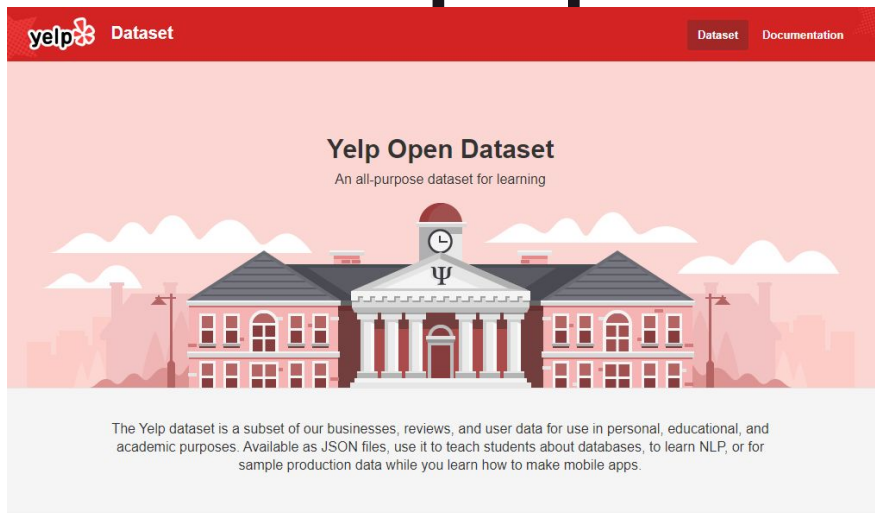 yelp Dataset Dataset Documentation
Yelp Open Dataset
An all-purpose dataset for learning
Ψ
The Yelp dataset is a subset of our businesses, reviews, and user data for use in personal, educational, and
academic purposes. Available as JSON files, use it to teach students about databases, to learn NLP, or for
sample production data while you learn how to make mobile apps.